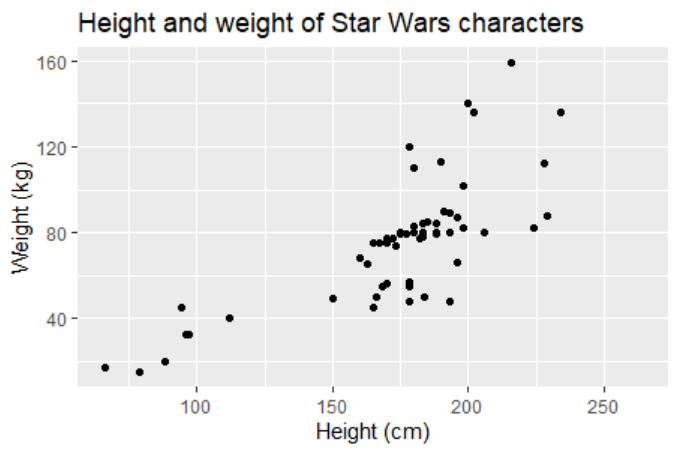 Height and weight of Star Wars characters
160
120
80
40
Weight (kg)
100 150 200 250
Height (cm)